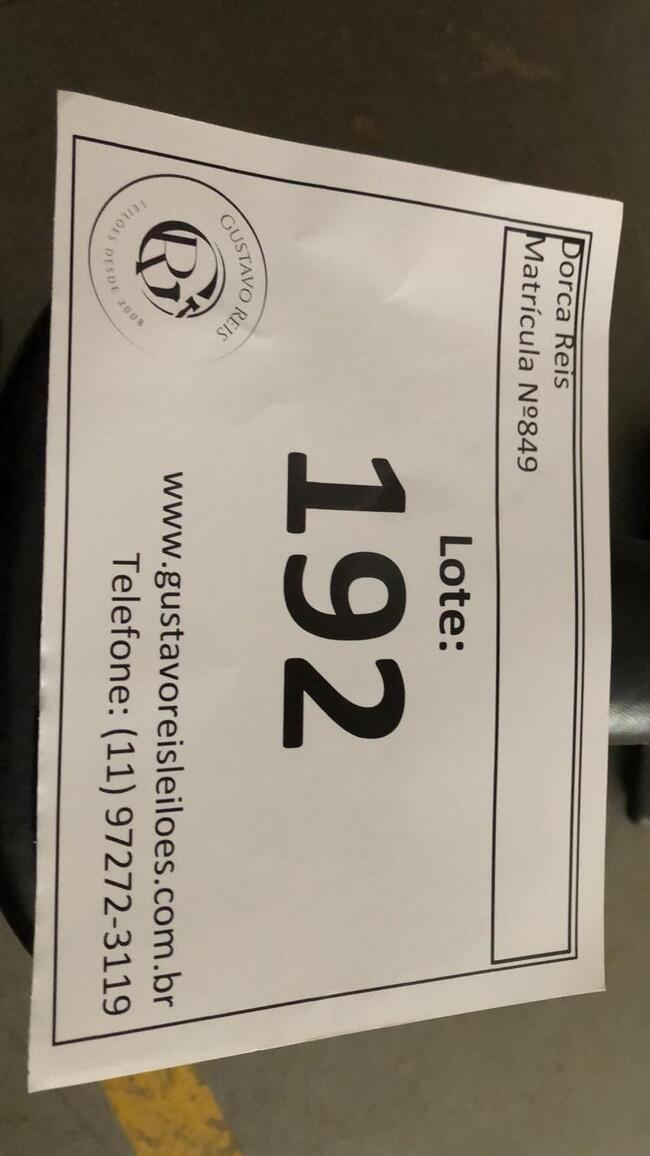 Dorca Reis
Matrícula Nº849
Lote:
192
GUSTAVO REIS
LEILÕES DESDE 2008
www.gustavoreisleiloes.com.br
Telefone: (11) 97272-3119